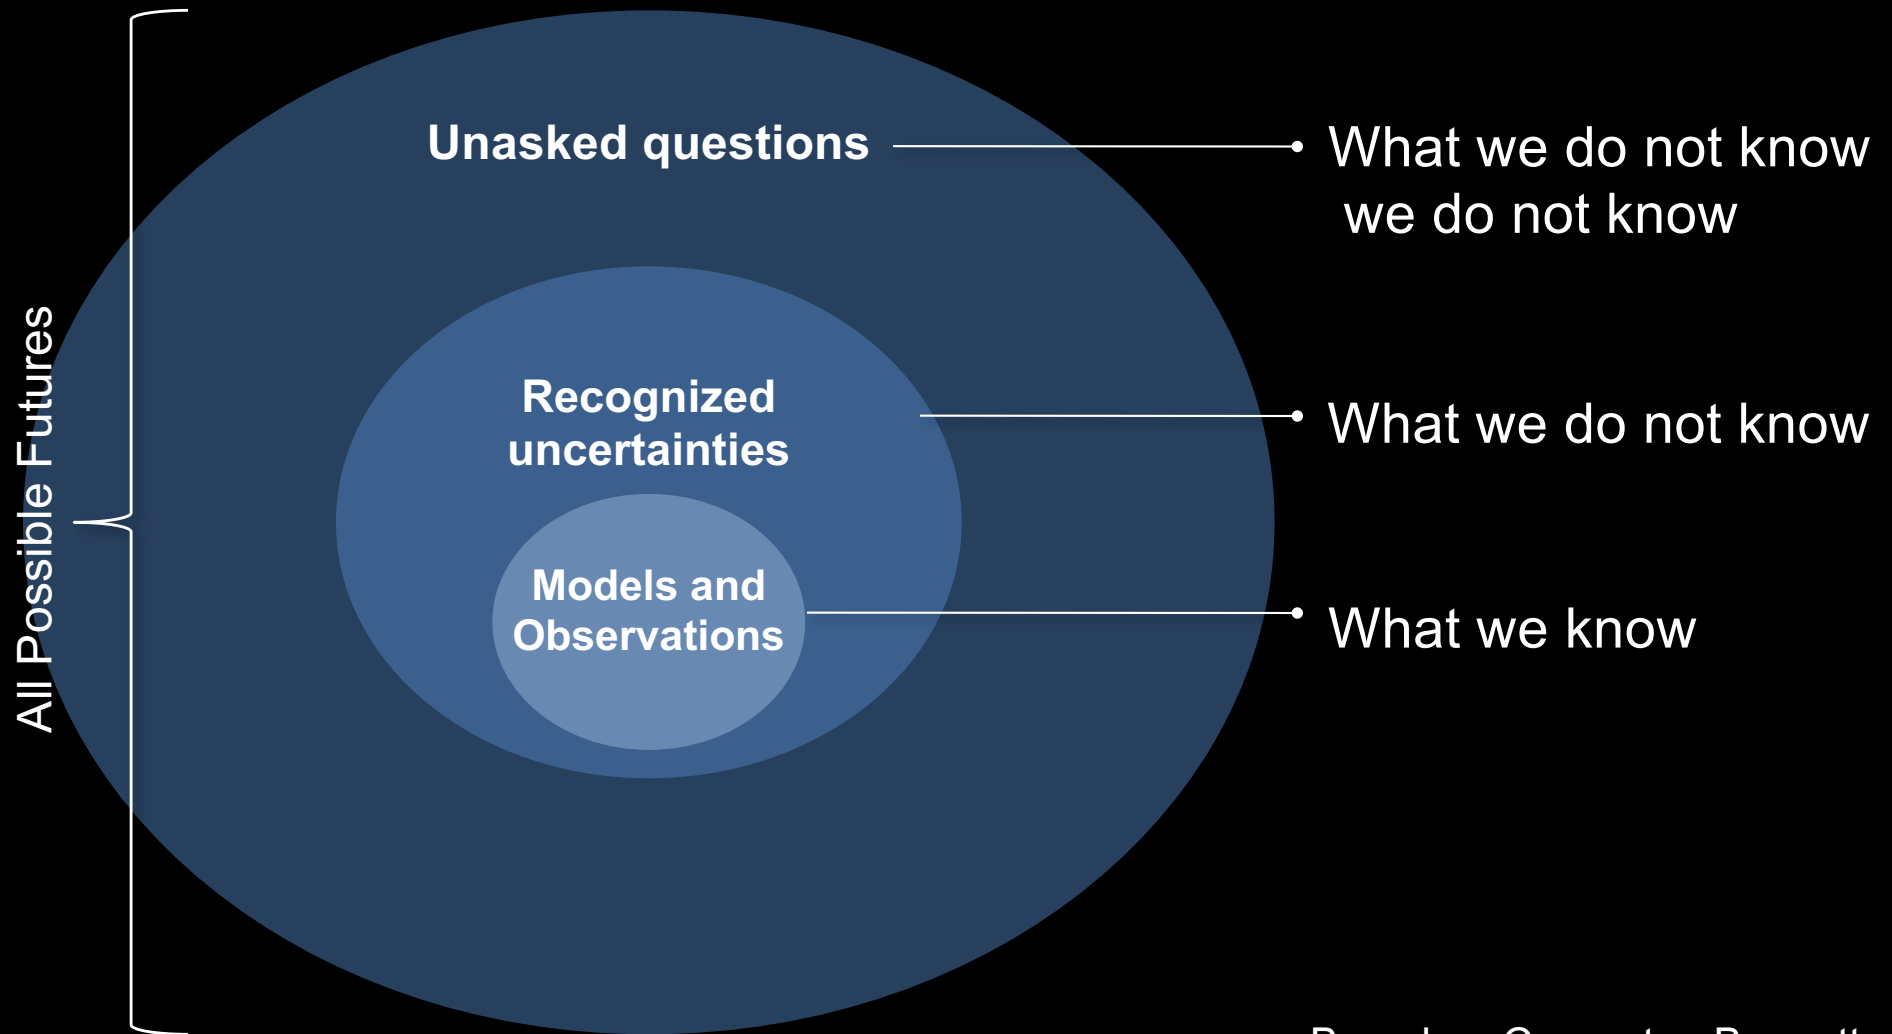 All Possible Futures
Unasked questions
What we do not know
we do not know
Recognized
uncertainties
What we do not know
Models and
Observations
What we know